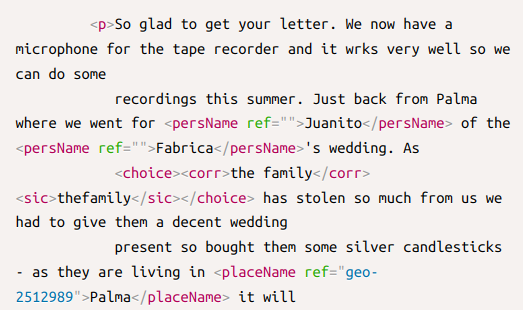 <p>So glad to get your letter. We now have a
microphone for the tape recorder and it wrks very well so we
can do some
recordings this summer. Just back from Palma
where we went for <persName ref="">Juanito</persName> of the
<persName ref="">Fabrica</persName>'s wedding. As
<choice><corr>the family</corr>
<sic>thefamily</sic></choice> has stolen so much from us we
had to give them a decent wedding
present so bought them some silver candlesticks
- as they are living in <placeName ref="geo-
2512989">Palma</placeName> it will